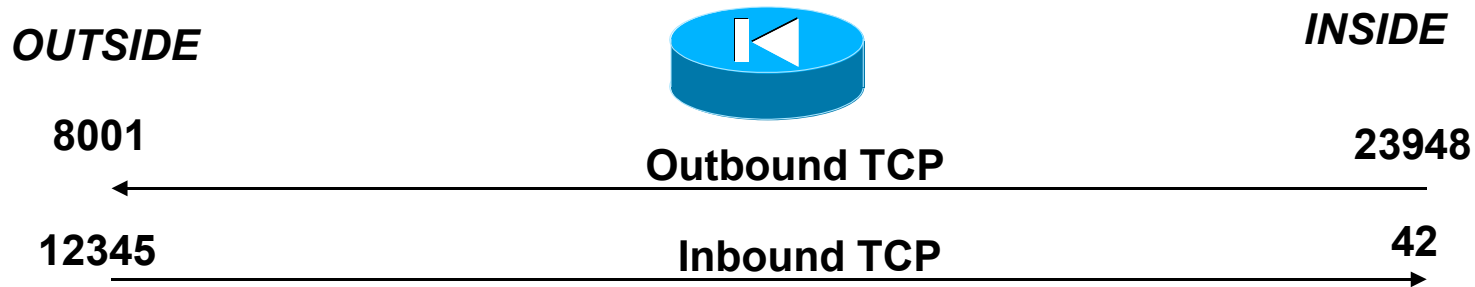 OUTSIDE
INSIDE
8001
Outbound TCP
23948
12345
Inbound TCP
42